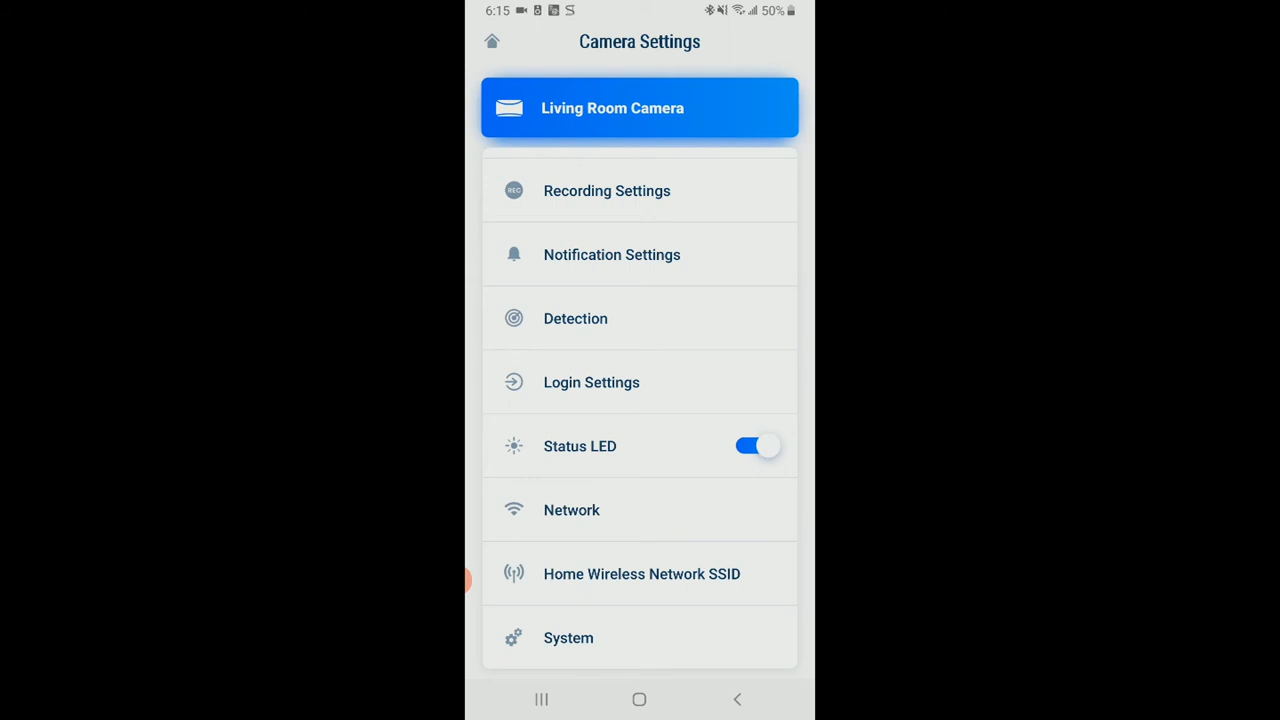 6:15 50%
Camera Settings
Living Room Camera
REC Recording Settings
Notification Settings
Detection
Login Settings
Status LED
Network
Home Wireless Network SSID
System